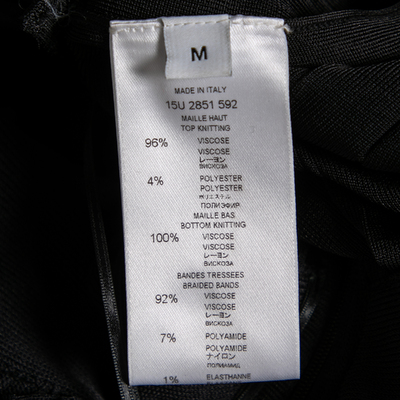 M
MADE IN ITALY
15U 2851 592
MAILLE HAUT
TOP KNITTING
96% VISCOSE
VISCOSE
レーヨン
ВИСКОЗА
4% POLYESTER
POLYESTER
ポリエステル
ПОЛИЭФИР
MAILLE BAS
BOTTOM KNITTING
100% VISCOSE
VISCOSE
レーヨン
ВИСКОЗА
BANDES TRESSEES
BRAIDED BANDS
92% VISCOSE
VISCOSE
レーヨン
ВИСКОЗА
7% POLYAMIDE
POLYAMIDE
ナイロン
ПОЛИАМИД
1% ELASTHANNE